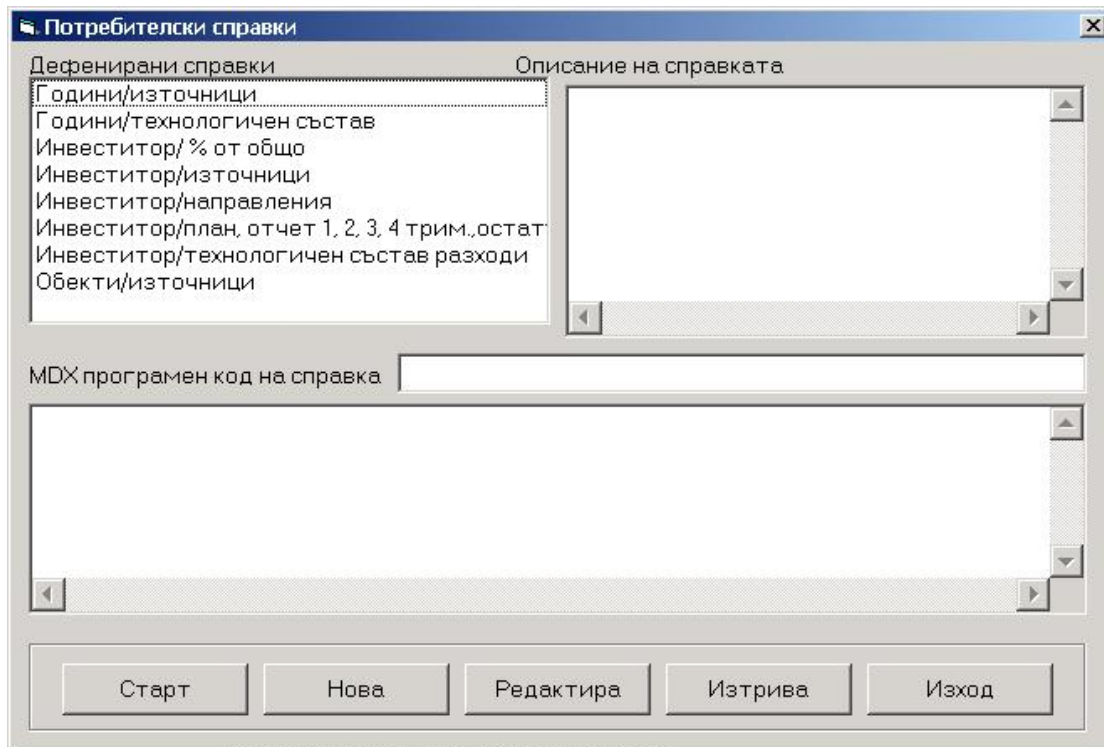 Потребителски справки
Дефенирани справки
Описание на справката
Години/източници
Години/технологичен състав
Инвеститор/ % от общо
Инвеститор/източници
Инвеститор/направления
Инвеститор/план, отчет 1, 2, 3, 4 трим.,остат
Инвеститор/технологичен състав разходи
Обекти/източници
MDX програмен код на справка
Старт
Нова
Редактира
Изтрива
Изход